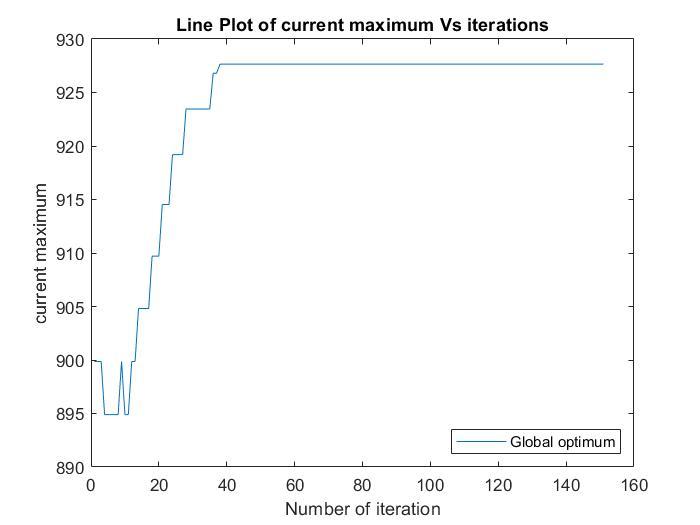 Line Plot of current maximum Vs iterations
930
925
920
915
910
905
900
895
890
current maximum
0 20 40 60 80 100 120 140 160
Number of iteration
Global optimum